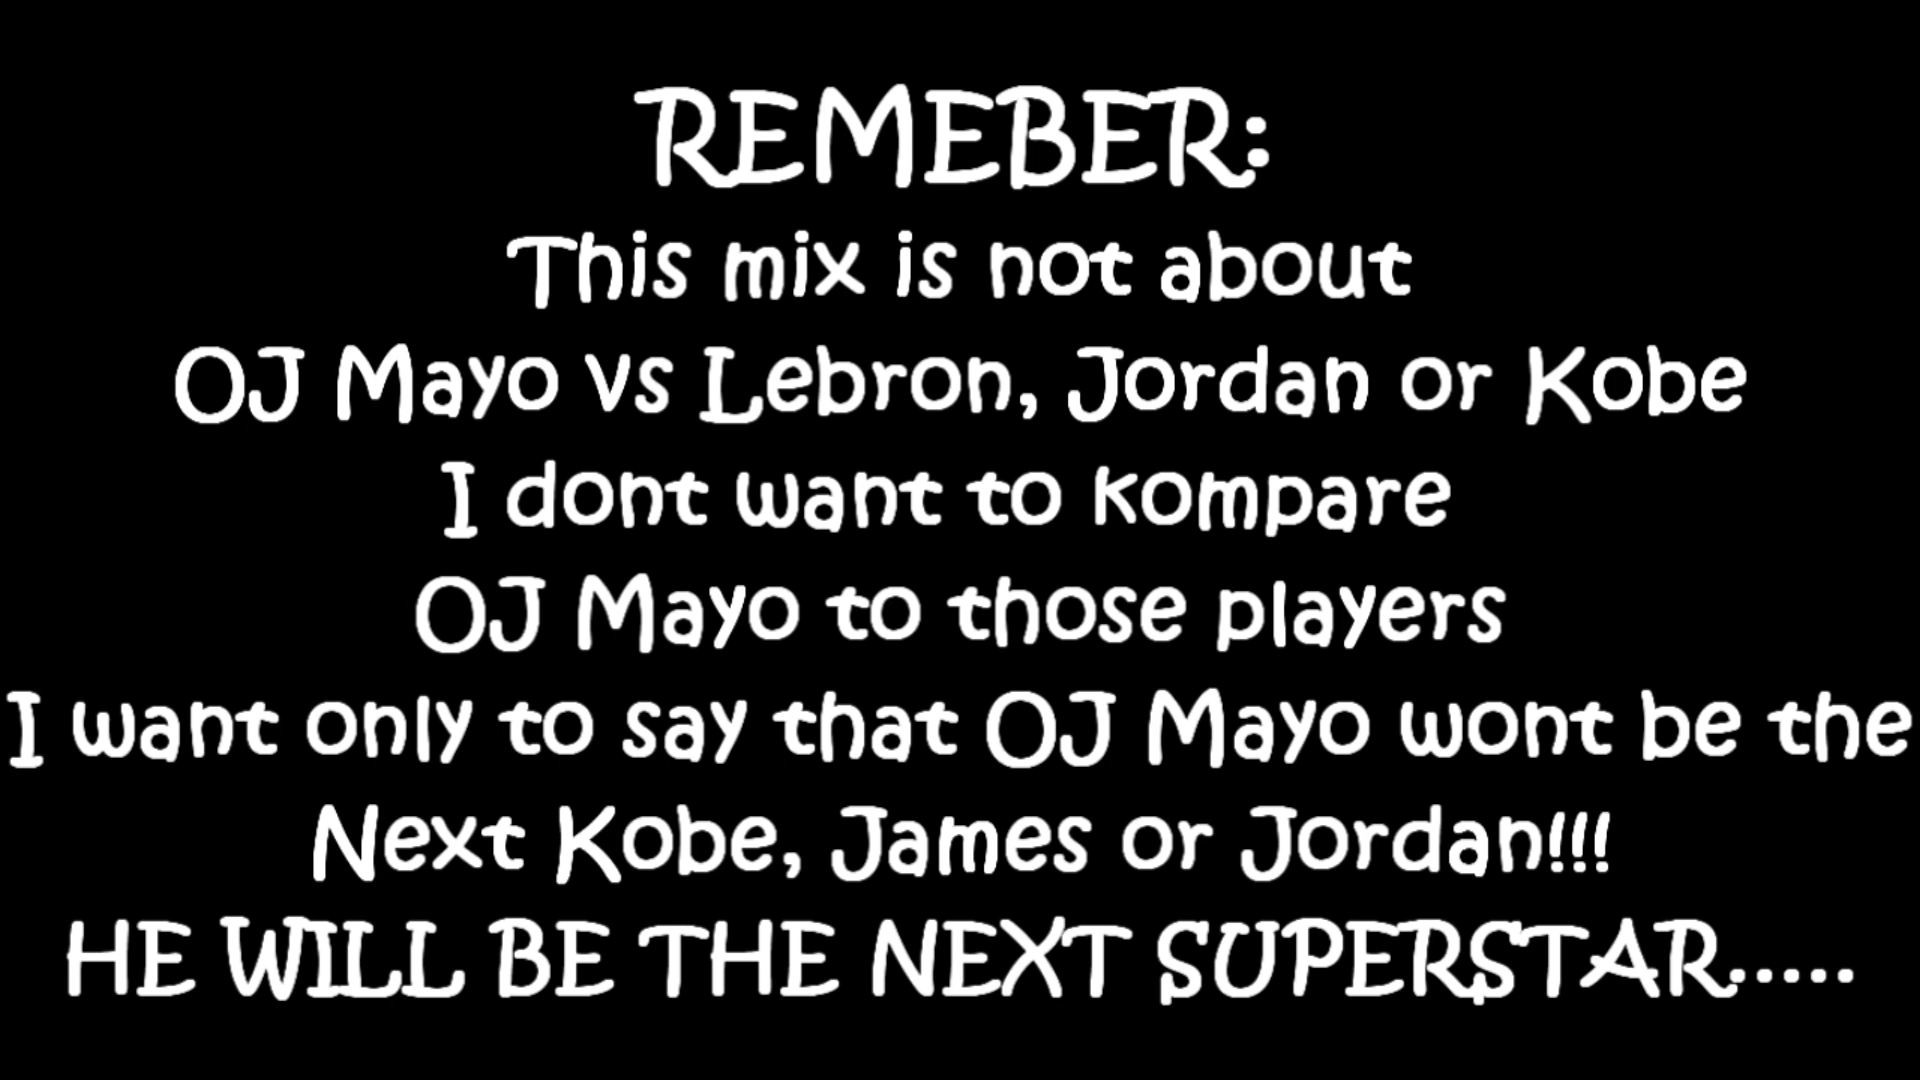 REMEBER:
This mix is not about
OJ Mayo vs Lebron, Jordan or Kobe
I dont want to kompare
OJ Mayo to those players
I want only to say that OJ Mayo wont be the
Next Kobe, James or Jordan!!!
HE WILL BE THE NEXT SUPERSTAR.....